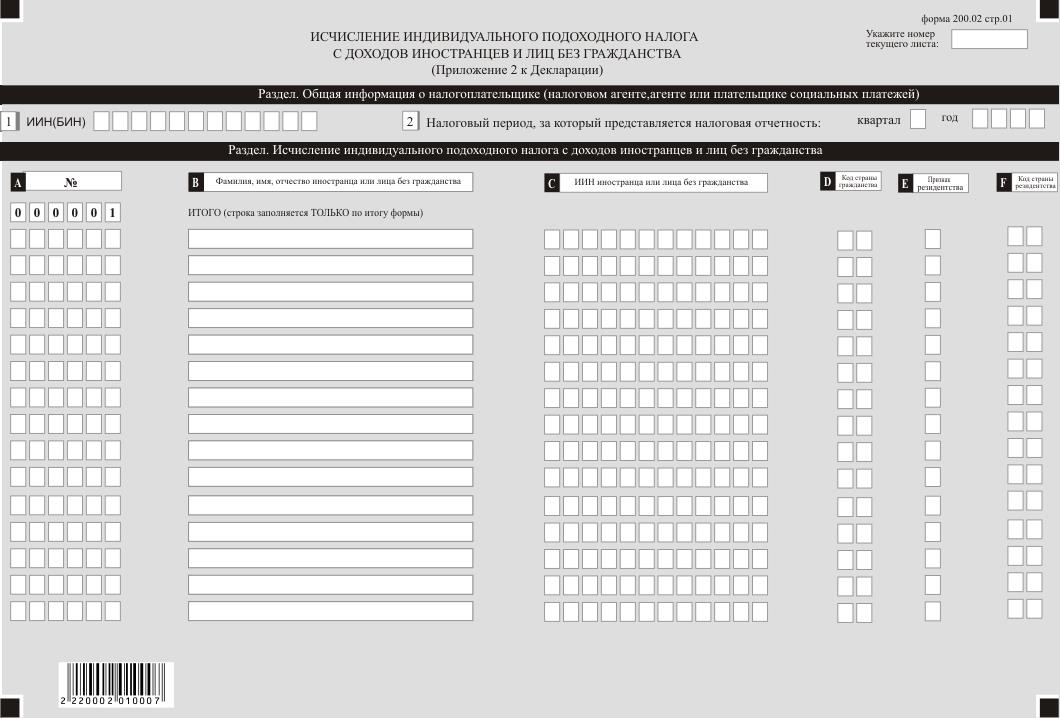 форма 200.02 стр.01
ИСЧИСЛЕНИЕ ИНДИВИДУАЛЬНОГО ПОДОХОДНОГО НАЛОГА
Укажите номер
текущего листа:
С ДОХОДОВ ИНОСТРАНЦЕВ И ЛИЦ БЕЗ ГРАЖДАНСТВА
(Приложение 2 к Декларации)
Раздел. Общая информация о налогоплательщике (налоговом агенте,агенте или плательщике социальных платежей)
1 ИИН(БИН) 2 Налоговый период, за который представляется налоговая отчетность: квартал год
Раздел. Исчисление индивидуального подоходного налога с доходов иностранцев и лиц без гражданства
A №
B Фамилия, имя, отчество иностранца или лица без гражданства
C ИИН иностранца или лица без гражданства
D Код страны
гражданства
E Признак
резидентства
F Код страны
резидентства
0 0 0 0 0 1 ИТОГО (строка заполняется ТОЛЬКО по итогу формы)
2 220002 010007